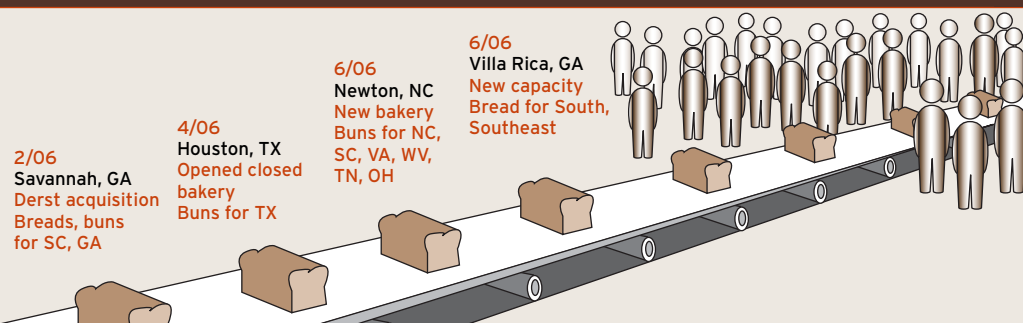 2/06
Savannah, GA
Derst acquisition
Breads, buns
for SC, GA
4/06
Houston, TX
Opened closed
bakery
Buns for TX
6/06
Newton, NC
New bakery
Buns for NC,
SC, VA, WV,
TN, OH
6/06
Villa Rica, GA
New capacity
Bread for South,
Southeast